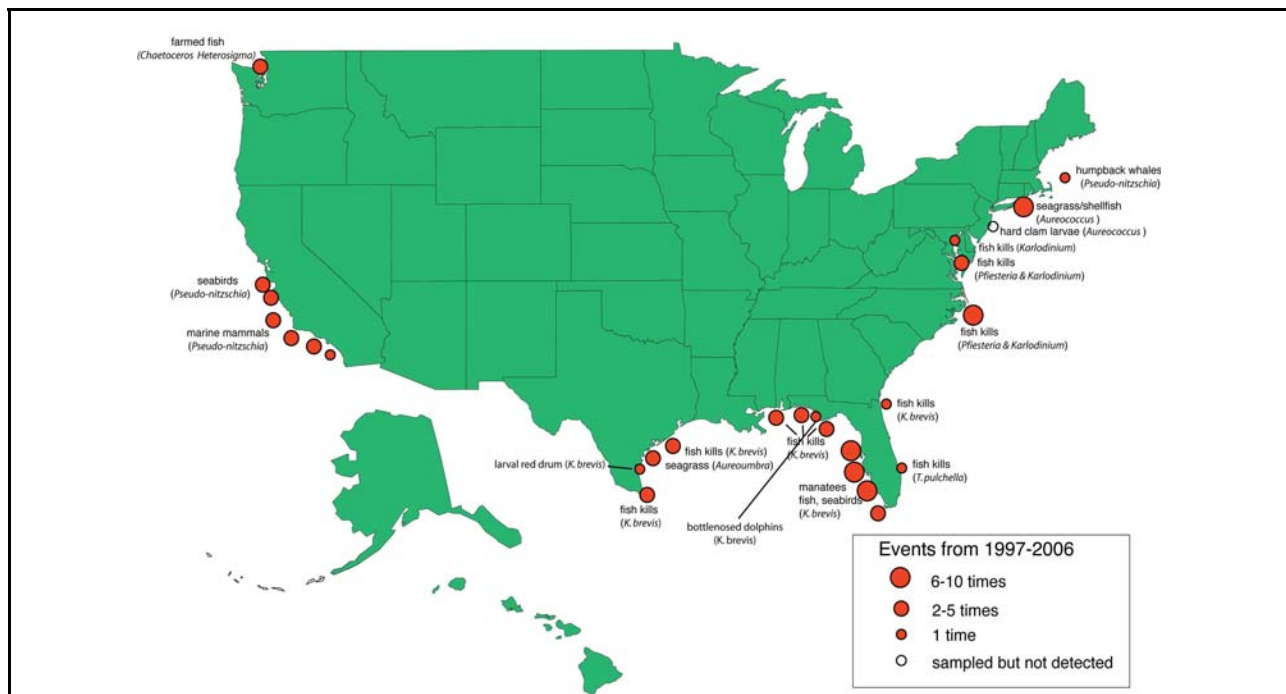 farmed fish
(Chaetoceros Heterosigma)
humpback whales
(Pseudo-nitzschia)
seagrass/shellfish
(Aureococus )
hard clam larvae (Aureococus )
fish kills (Karlodinium)
fish kills
(Pfiesteria & Karlodinium)
seabirds
(Pseudo-nitzschia)
marine mammals
(Pseudo-nitzschia)
fish kills
(Pfiesteria & Karlodinium)
fish kills
(K. brevis)
fish kills
(K. brevis)
fish kills (K. brevis)
seagrass (Aureoumbra)
larval red drum (K. brevis)
fish kills
(K. brevis)
fish kills
(T. pulchella)
manatees
fish, seabirds
(K. brevis)
bottlenosed dolphins
(K. brevis)
Events from 1997-2006
6-10 times
2-5 times
1 time
sampled but not detected